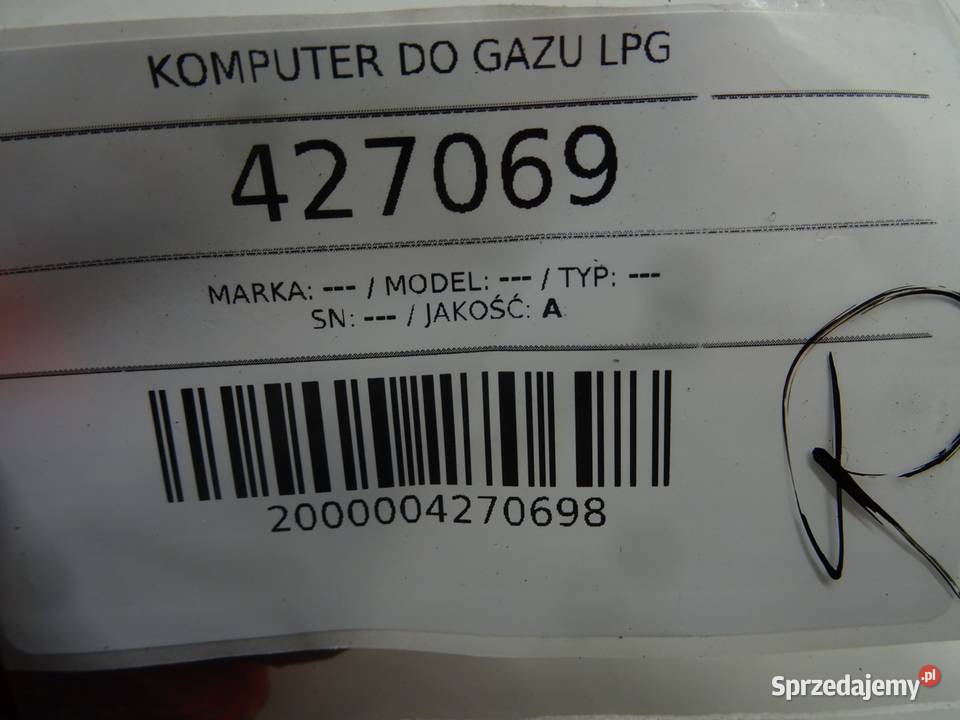 KOMPUTER DO GAZU LPG
427069
MARKA: --- / MODEL: --- / TYP: ---
SN: --- / JAKOŚĆ: A
2000004270698
R
Sprzedajemy.pl